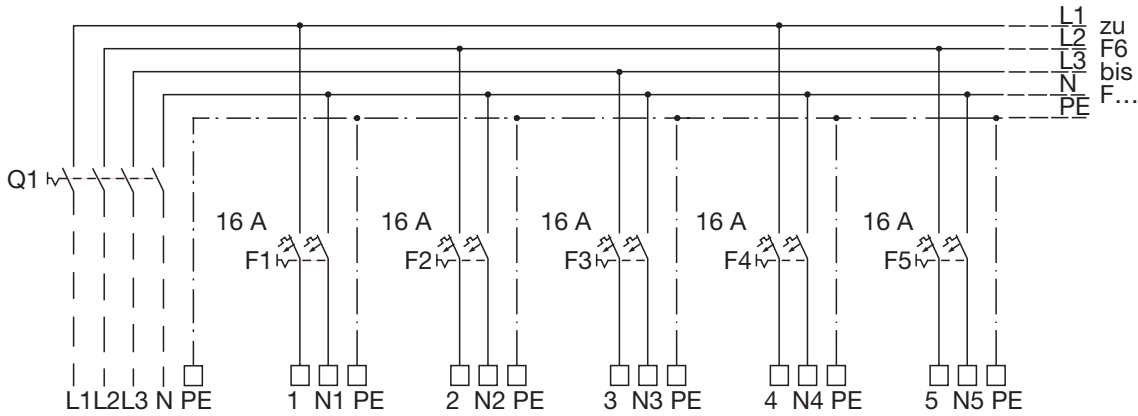 L1 zu
L2 F6
L3 bis
N F...
PE
Q1
16 A 16 A 16 A 16 A 16 A
F1 F2 F3 F4 F5
L1 L2 L3 N PE 1 N1 PE 2 N2 PE 3 N3 PE 4 N4 PE 5 N5 PE